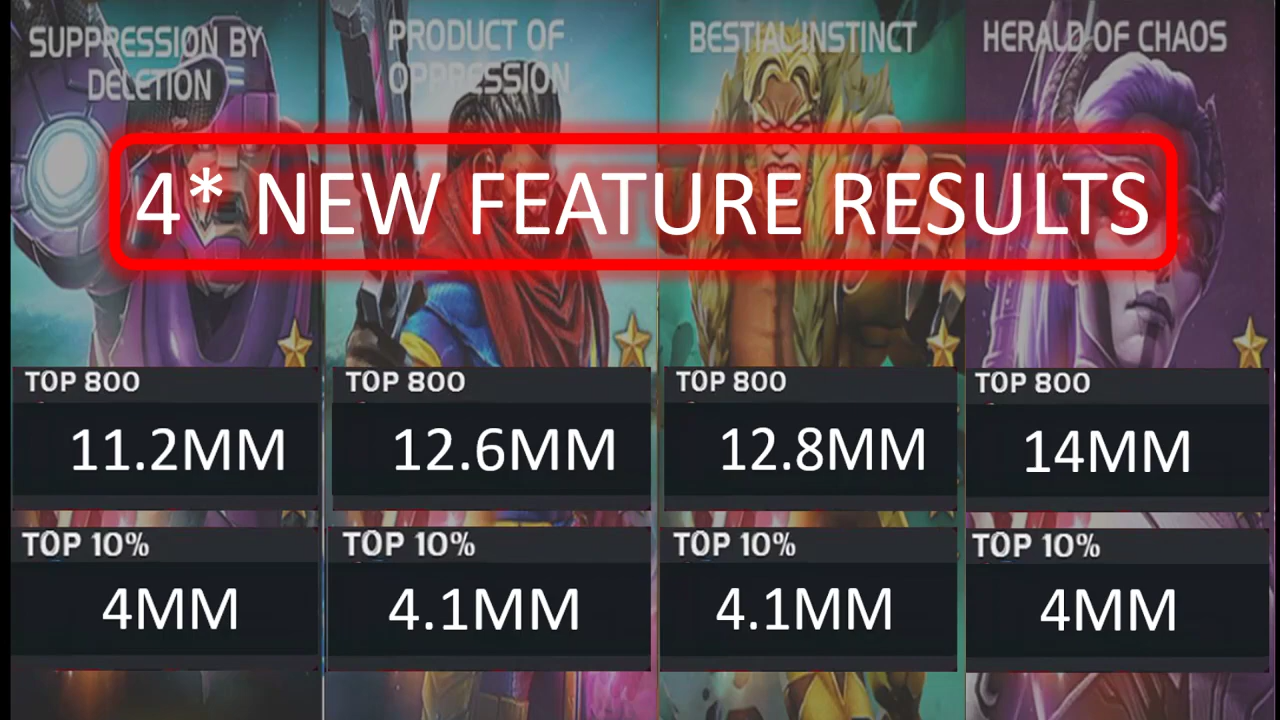 SUPPRESSION BY
DELETION
PRODUCT OF
OPPRESSION
BESTIAL INSTINCT
HERALD OF CHAOS
4* NEW FEATURE RESULTS
TOP 800
11.2MM
TOP 800
12.6MM
TOP 800
12.8MM
TOP 800
14MM
TOP 10%
4MM
TOP 10%
4.1MM
TOP 10%
4.1MM
TOP 10%
4MM